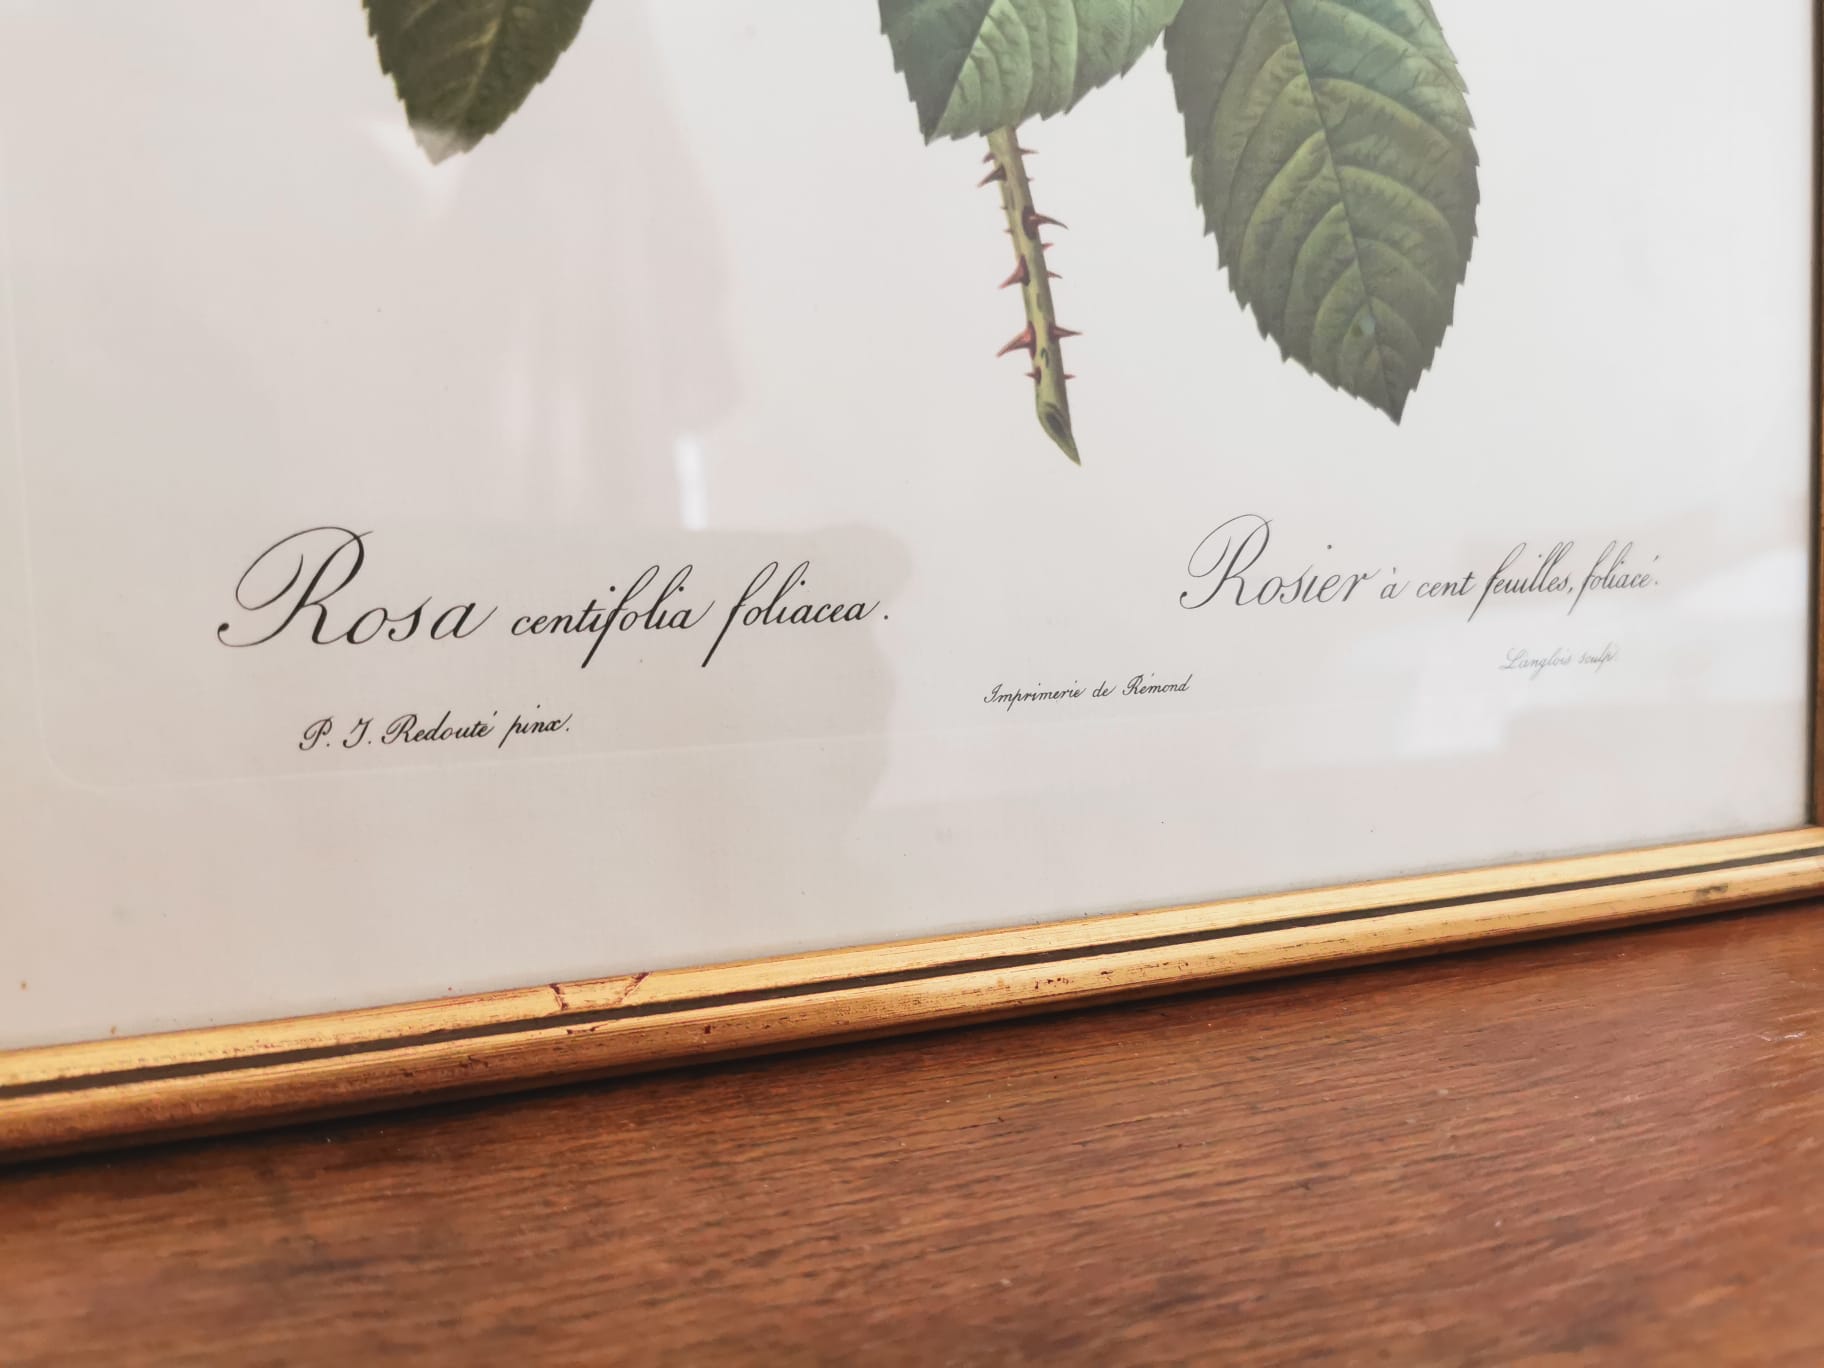 Rosa centifolia foliacea.
Rosier à cent feuilles, foliacé.
P. J. Redouté pinx.
Imprimerie de Rémond
Langlois sculp.